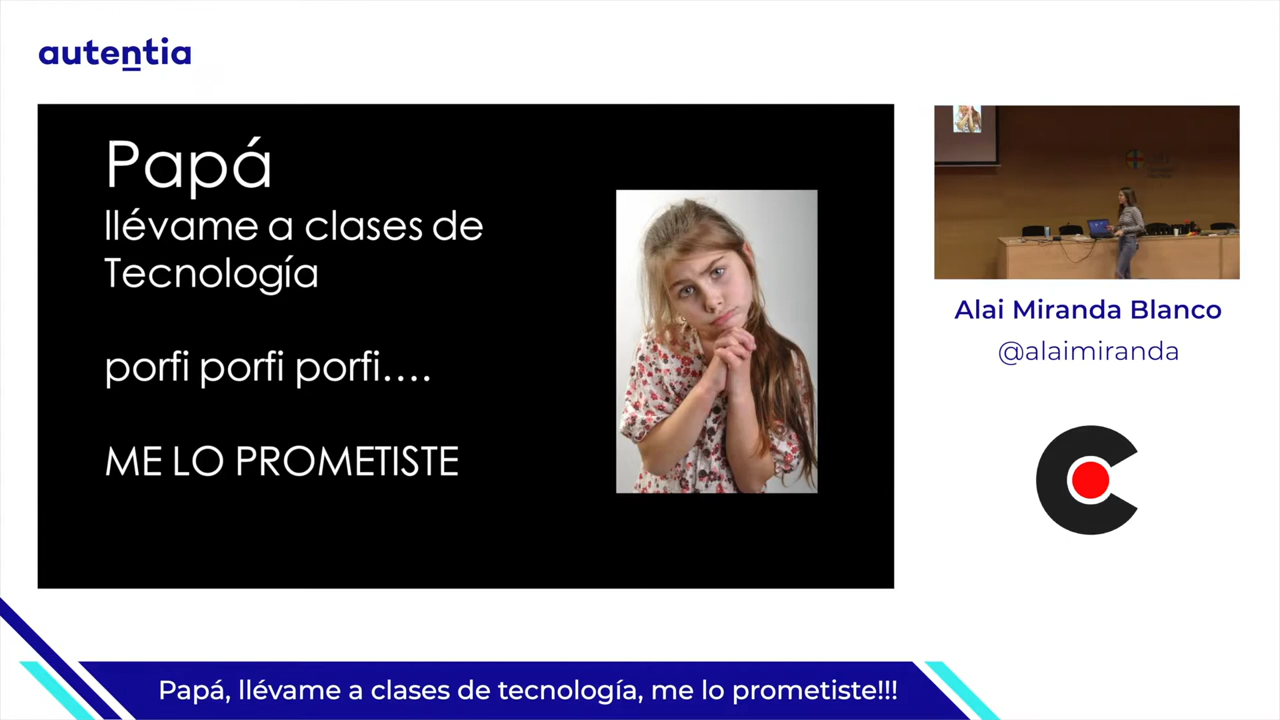 autentia
Papá
llévame a clases de
Tecnología
porfi porfi porfi....
ME LO PROMETISTE
Alai Miranda Blanco
@alaimiranda
Papá, llévame a clases de tecnología, me lo prometiste!!!